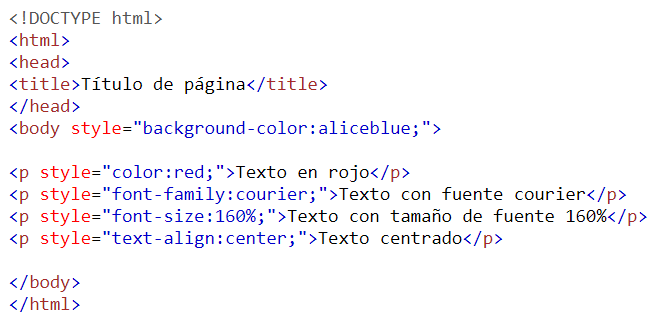 <!DOCTYPE html>
<html>
<head>
<title>Título de página</title>
</head>
<body style="background-color:aliceblue;">
<p style="color:red;">Texto en rojo</p>
<p style="font-family:courier;">Texto con fuente courier</p>
<p style="font-size:160%;">Texto con tamaño de fuente 160%</p>
<p style="text-align:center;">Texto centrado</p>
</body>
</html>